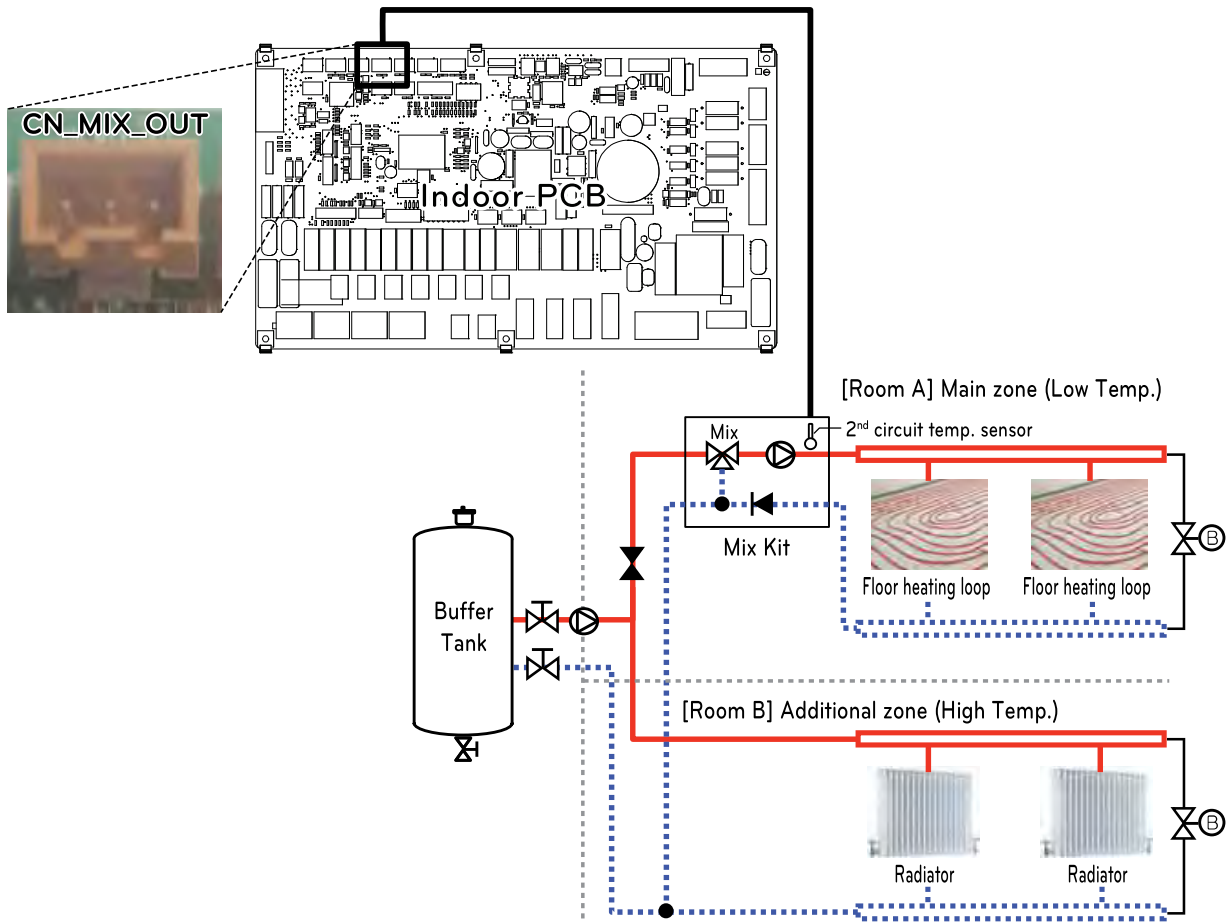 CN_MIX_OUT
Indoor PCB
[Room A] Main zone (Low Temp.)
2nd circuit temp. sensor
Mix
Mix Kit
Floor heating loop
Floor heating loop
B
Buffer
Tank
[Room B] Additional zone (High Temp.)
B
Radiator
Radiator